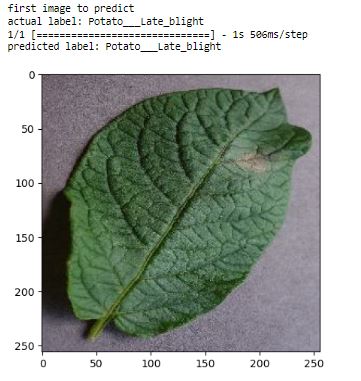 first image to predict
actual label: Potato___Late_blight
1/1 [==============================] - 1s 506ms/step
predicted label: Potato___Late_blight
0
50
100
150
200
250
0 50 100 150 200 250